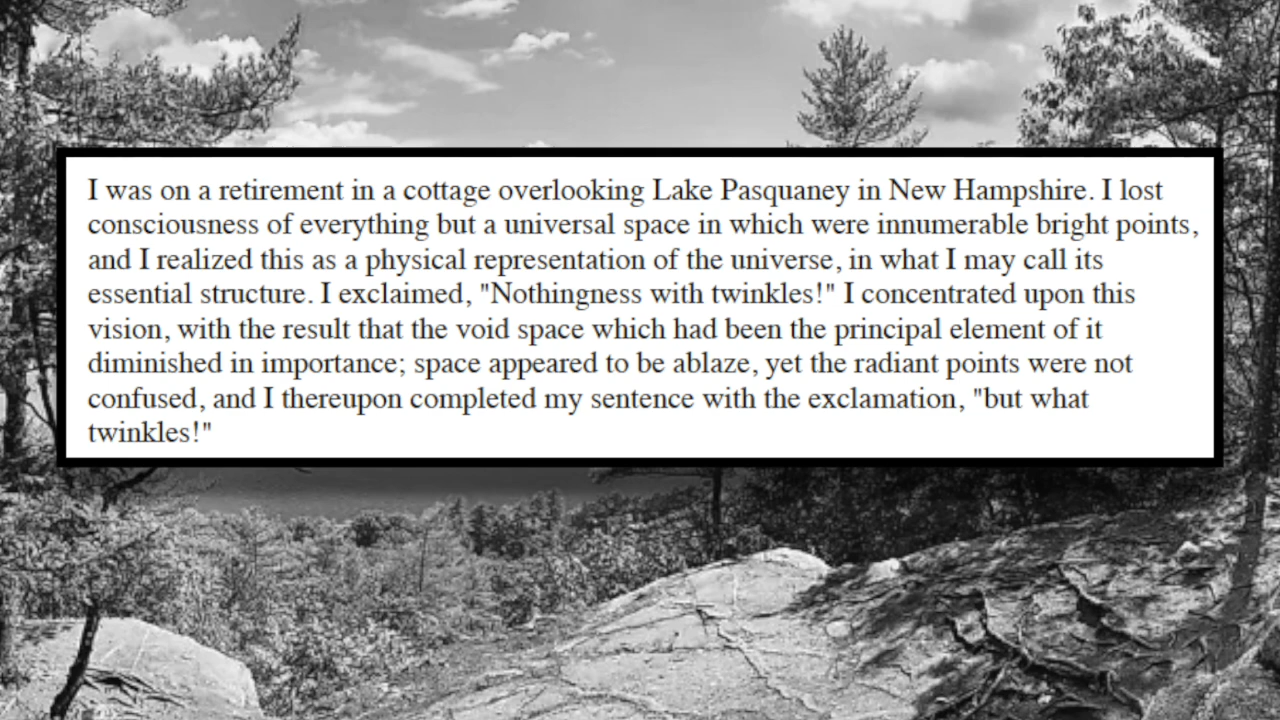 I was on a retirement in a cottage overlooking Lake Pasquaney in New Hampshire. I lost
consciousness of everything but a universal space in which were innumerable bright points,
and I realized this as a physical representation of the universe, in what I may call its
essential structure. I exclaimed, "Nothingness with twinkles!" I concentrated upon this
vision, with the result that the void space which had been the principal element of it
diminished in importance; space appeared to be ablaze, yet the radiant points were not
confused, and I thereupon completed my sentence with the exclamation, "but what
twinkles!"